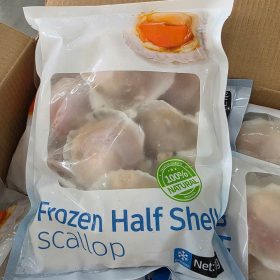 100%
NATURAL
Frozen Half Shell
scallop
Net: